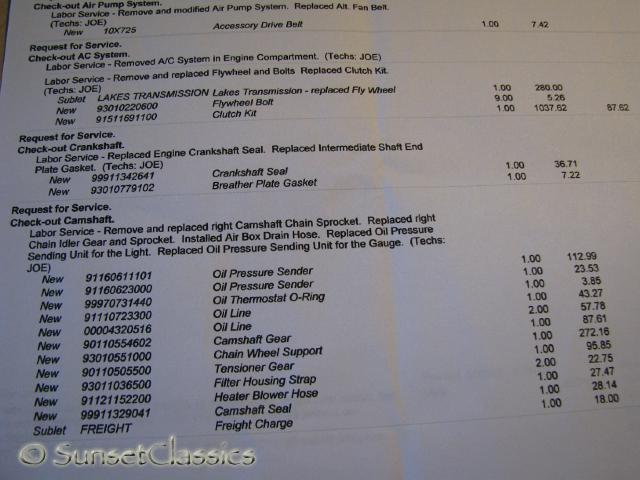 Check-out Air Pump System.
Labor Service - Remove and modified Air Pump System. Replaced Alt. Fan Belt.
(Techs: JOE)
New 10X725 Accessory Drive Belt 1.00 7.42
Request for Service.
Check-out AC System.
Labor Service - Removed A/C System in Engine Compartment. (Techs: JOE)
Labor Service - Remove and replaced Flywheel and Bolts Replaced Clutch Kit.
(Techs: JOE)
Sublet LAKES TRANSMISSION Lakes Transmission - replaced Fly Wheel 1.00 280.00
New 93010220600 Flywheel Bolt 9.00 5.26
New 91511691100 Clutch Kit 1.00 1037.62 87.62
Request for Service.
Check-out Crankshaft.
Labor Service - Replaced Engine Crankshaft Seal. Replaced Intermediate Shaft End
Plate Gasket. (Techs: JOE)
New 99911342641 Crankshaft Seal 1.00 36.71
New 93010779102 Breather Plate Gasket 1.00 7.22
Request for Service.
Check-out Camshaft.
Labor Service - Remove and replaced right Camshaft Chain Sprocket. Replaced right
Chain Idler Gear and Sprocket. Installed Air Box Drain Hose. Replaced Oil Pressure
Sending Unit for the Light. Replaced Oil Pressure Sending Unit for the Gauge. (Techs:
JOE)
New 91160611101 Oil Pressure Sender 1.00 112.99
New 91160623000 Oil Pressure Sender 1.00 23.53
New 99970731440 Oil Thermostat O-Ring 1.00 3.85
New 91110723300 Oil Line 1.00 43.27
New 00004320516 Oil Line 2.00 57.78
New 90110554602 Camshaft Gear 1.00 87.61
New 93010551000 Chain Wheel Support 1.00 272.16
New 90110505500 Tensioner Gear 1.00 95.85
New 93011036500 Filter Housing Strap 2.00 22.75
New 91121152200 Heater Blower Hose 1.00 27.47
New 99911329041 Camshaft Seal 1.00 28.14
Sublet FREIGHT Freight Charge 1.00 18.00
© SunsetClassics